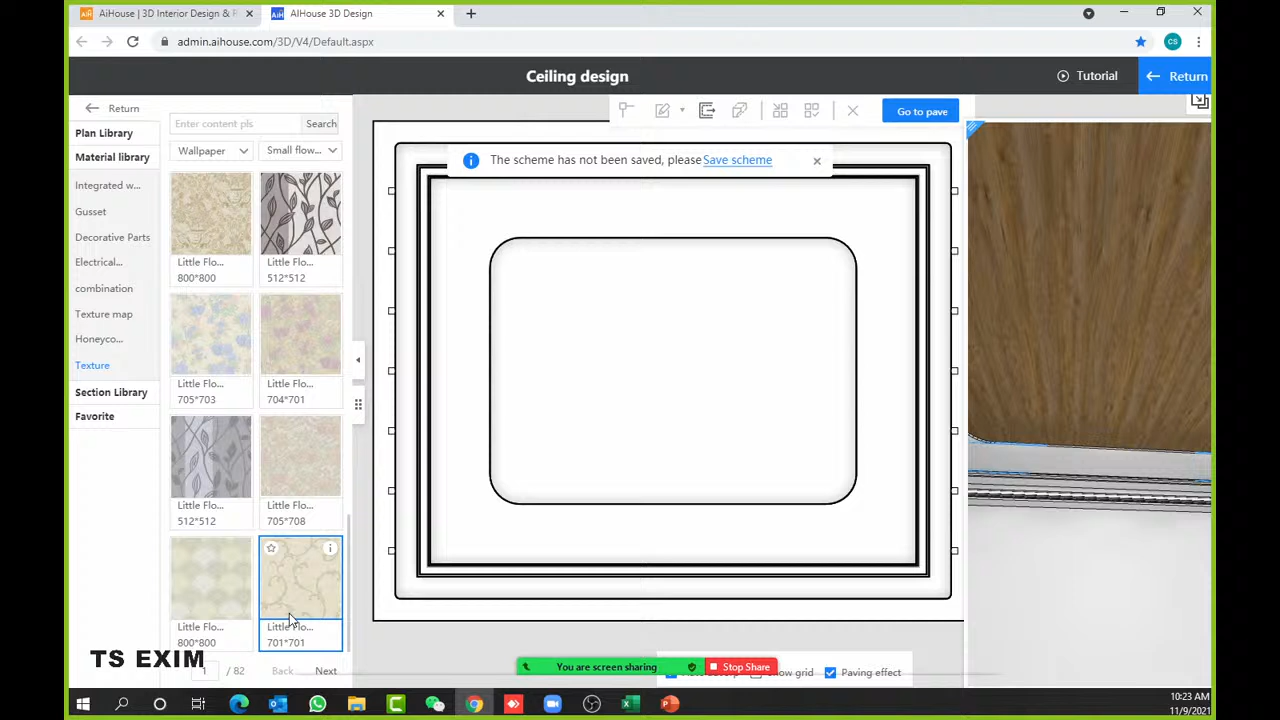 AiHouse | 3D Interior Design &
AIHouse 3D Design
admin.aihouse.com/3D/V4/Default.aspx
CS
Ceiling design
Tutorial
Return
Return
Enter content pls
Search
Go to pave
Plan Library
Material library
Wallpaper
Small flow...
The scheme has not been saved, please Save scheme
Integrated w...
Gusset
Decorative Parts
Electrical...
combination
Texture map
Honeyco...
Texture
Section Library
Favorite
Little Flo...
800*800
Little Flo...
512*512
Little Flo...
705*703
Little Flo...
704*701
Little Flo...
512*512
Little Flo...
705*708
Little Flo...
800*800
Little Flo...
701*701
TS EXIM
1 / 82
Back
Next
You are screen sharing
Stop Share
how grid
Paving effect
10:23 AM
11/9/2021